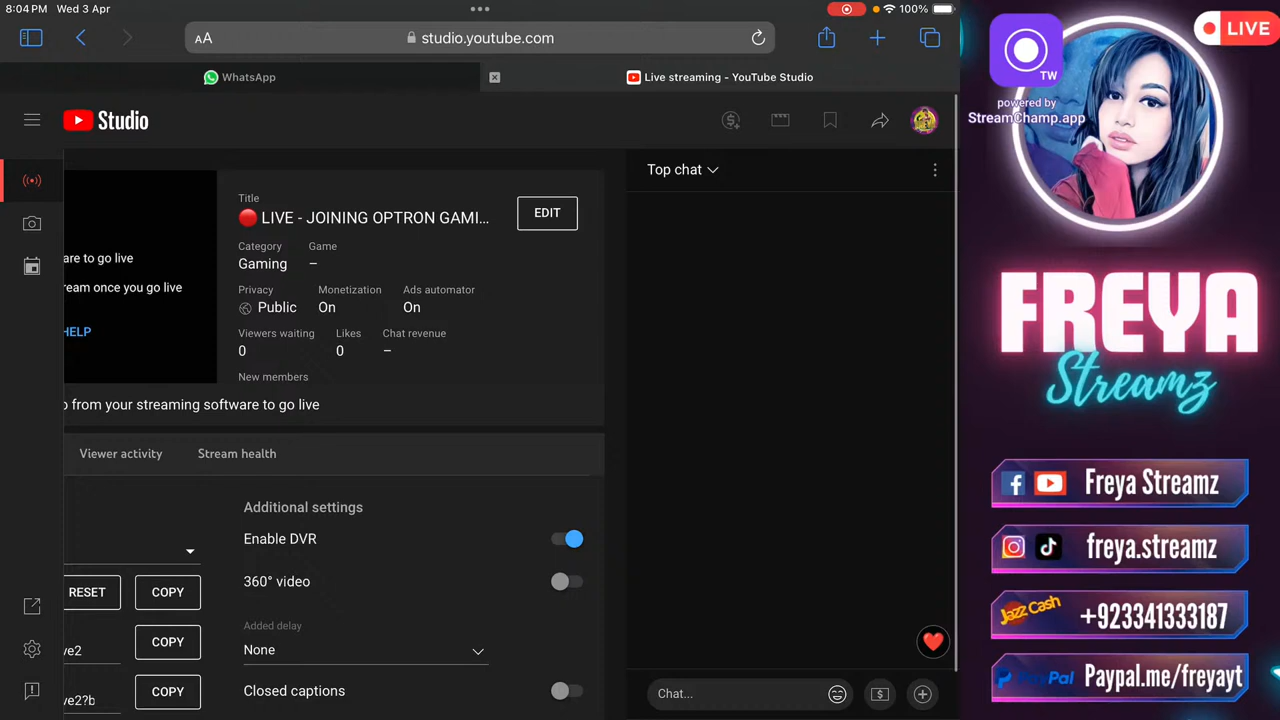 8:04 PM Wed 3 Apr
100%
AA
studio.youtube.com
WhatsApp
Live streaming - YouTube Studio
Studio
Title
LIVE - JOINING OPTRON GAMI...
EDIT
Category Game
Gaming –
Privacy Monetization Ads automator
Public On On
Viewers waiting Likes Chat revenue
0 0 –
New members
are to go live
ream once you go live
HELP
o from your streaming software to go live
Viewer activity Stream health
Additional settings
Enable DVR
360° video
RESET COPY
Added delay
None
ve2 COPY
Closed captions
ve2?b COPY
Top chat
Chat...
LIVE
TW
powered by
StreamChamp.app
FREYA
Streamz
Freya Streamz
freya.streamz
Jazz Cash
+923341333187
PayPal
Paypal.me/freyayt